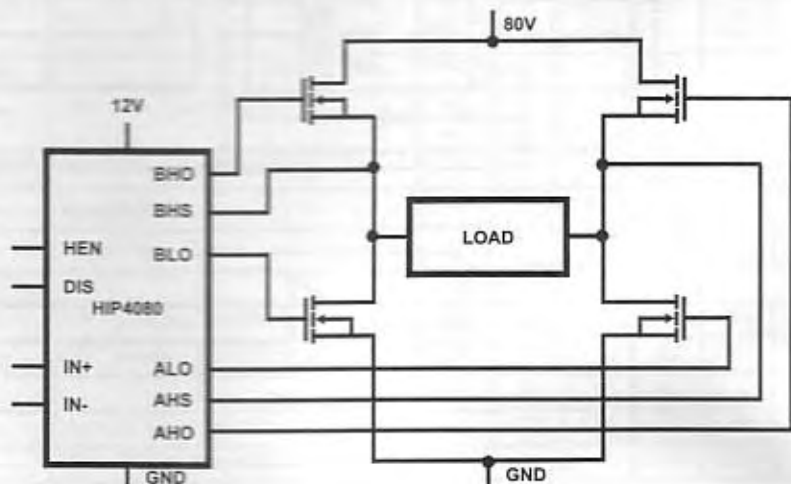 80V
12V
BHO
BHS
HEN
BLO
LOAD
DIS
HIP4080
IN+
ALO
IN-
AHS
AHO
GND
GND